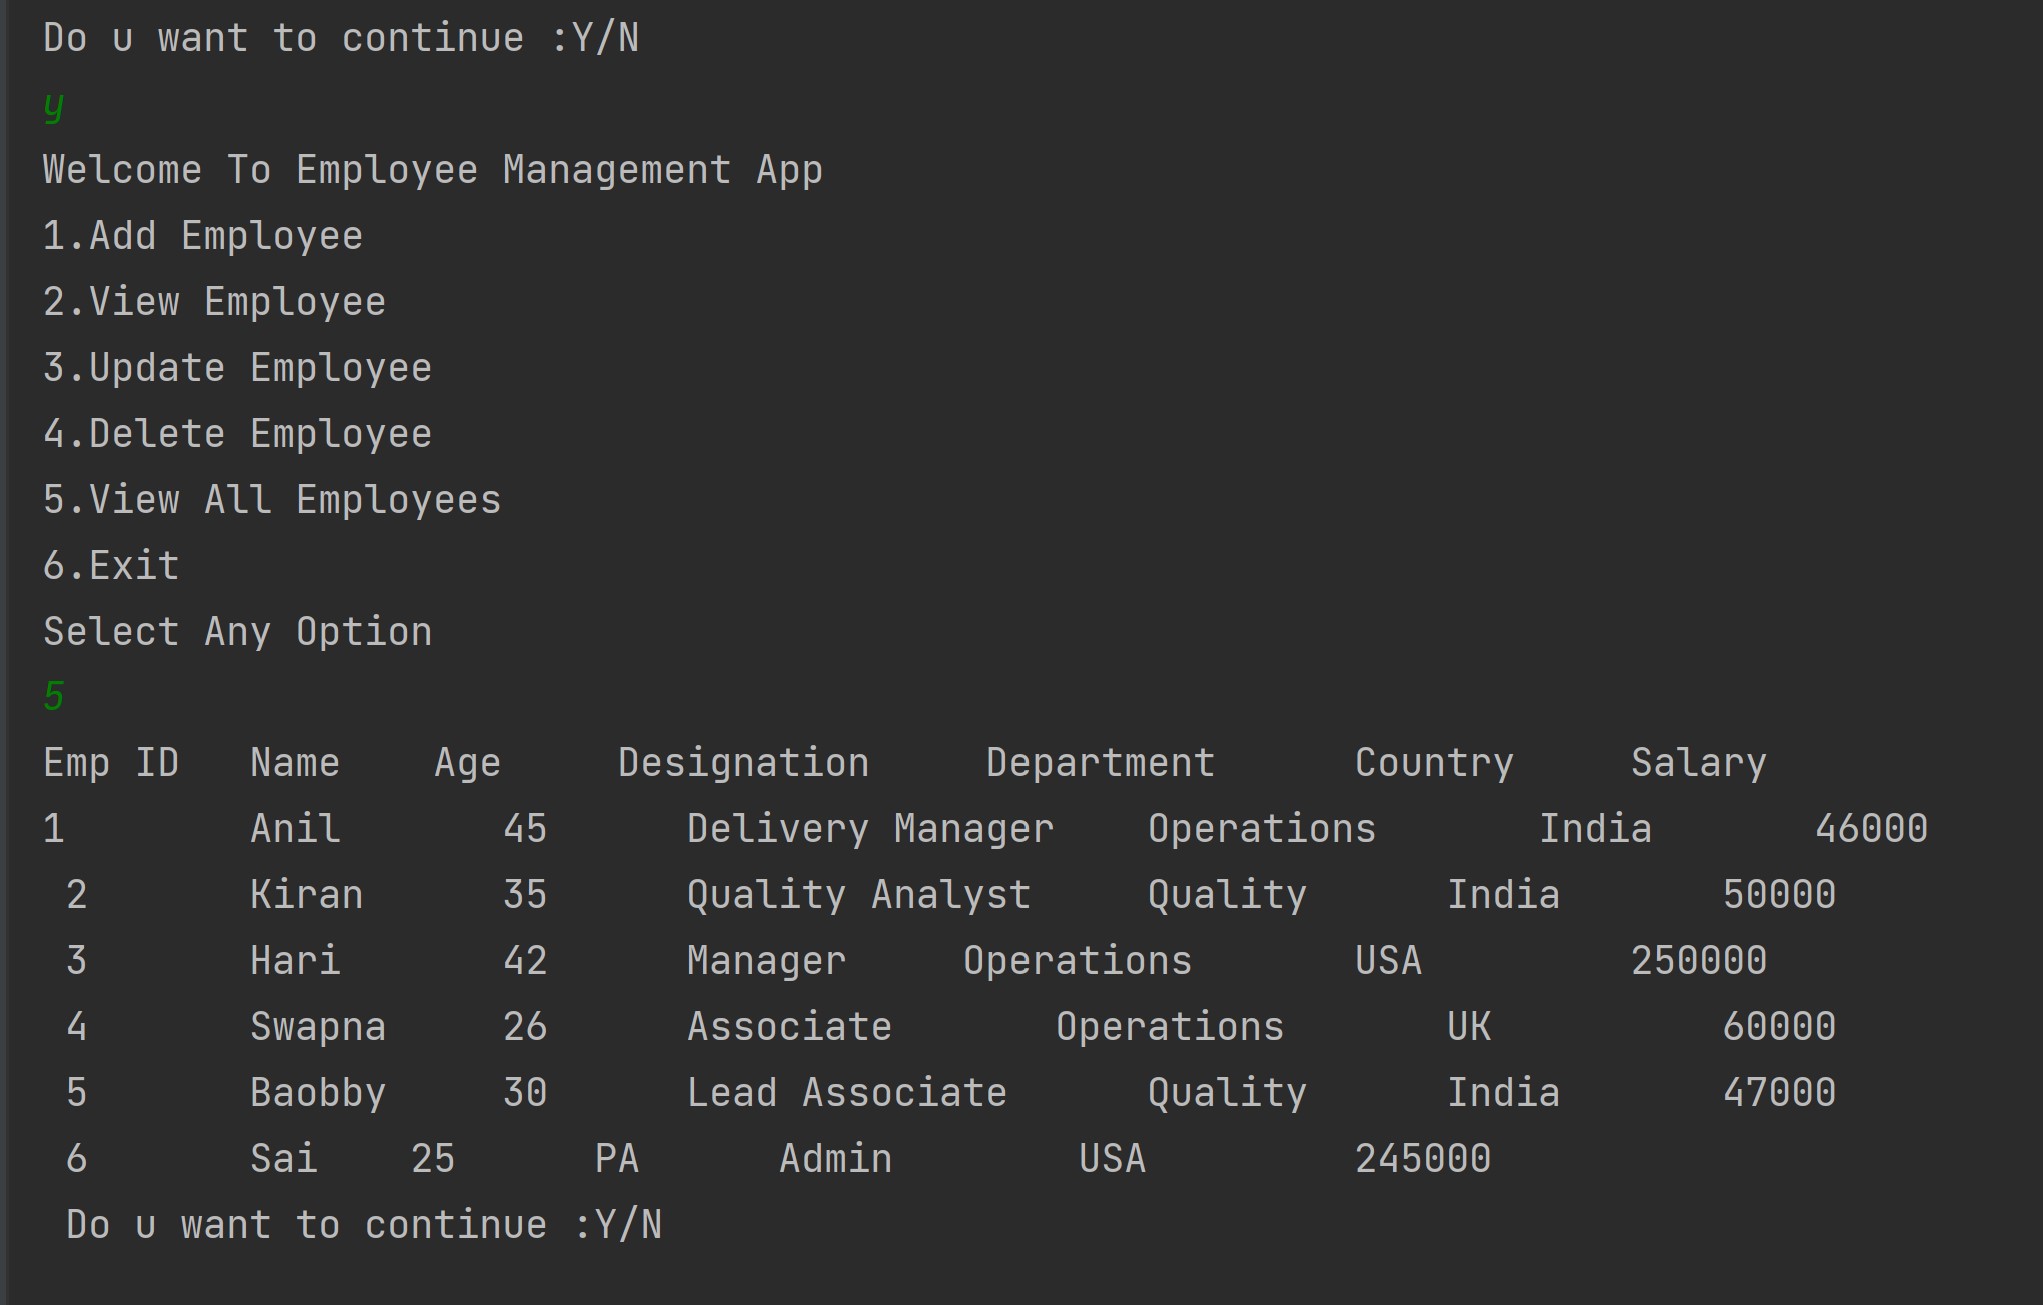 Do u want to continue :Y/N
y
Welcome To Employee Management App
1.Add Employee
2.View Employee
3.Update Employee
4.Delete Employee
5.View All Employees
6.Exit
Select Any Option
5
Emp ID   Name    Age     Designation     Department      Country     Salary
1        Anil       45      Delivery Manager    Operations       India       46000
 2       Kiran      35      Quality Analyst     Quality      India       50000
 3       Hari       42      Manager     Operations       USA         250000
 4       Swapna     26      Associate       Operations       UK          60000
 5       Baobby     30      Lead Associate      Quality      India       47000
 6       Sai    25      PA      Admin        USA         245000
 Do u want to continue :Y/N